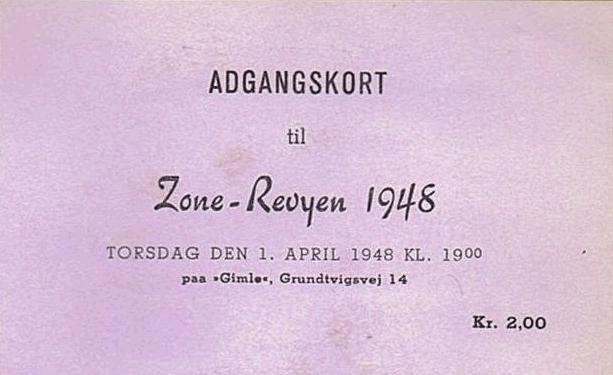 ADGANGSKORT
til
Zone-Revyen 1948
TORSDAG DEN 1. APRIL 1948 KL. 19⁰⁰
paa »Gimle«, Grundtvigsvej 14
Kr. 2,00